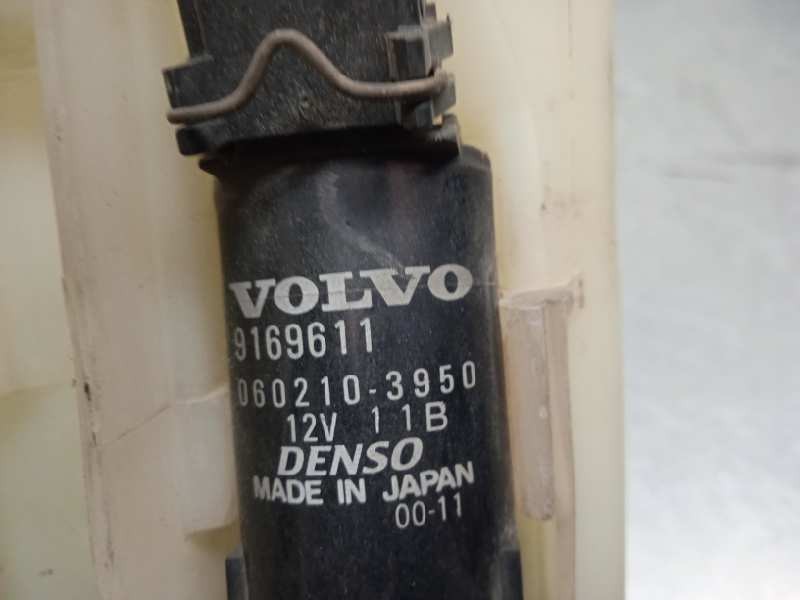 VOLVO
9169611
060210-3950
12V 11B
DENSO
MADE IN JAPAN
00-11